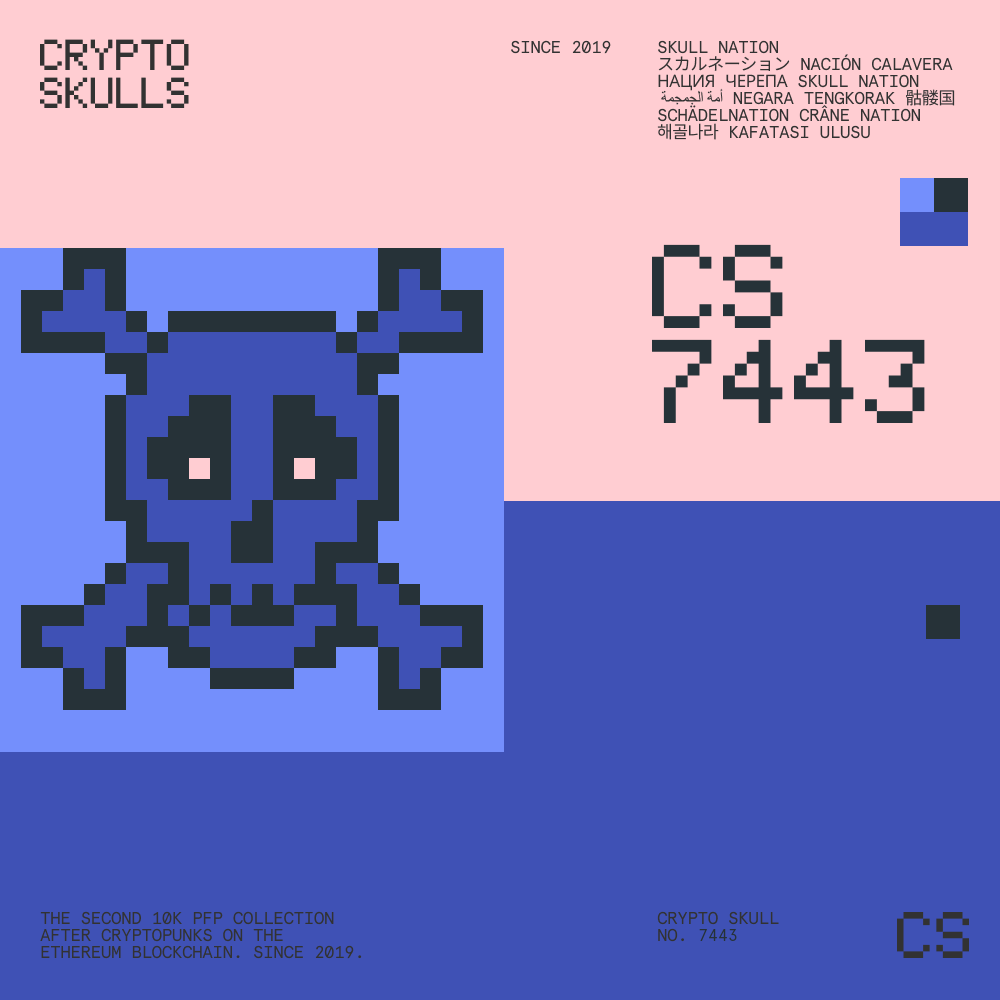 CRYPTO
SKULLS
SINCE 2019
SKULL NATION
スカルネーション NACIÓN CALAVERA
НАЦИЯ ЧЕРЕПА SKULL NATION
أمة الجمجمة NEGARA TENGKORAK 骷髅国
SCHÄDELNATION CRÂNE NATION
해골나라 KAFATASI ULUSU
CS
7443
THE SECOND 10K PFP COLLECTION
AFTER CRYPTOPUNKS ON THE
ETHEREUM BLOCKCHAIN. SINCE 2019.
CRYPTO SKULL
NO. 7443
CS